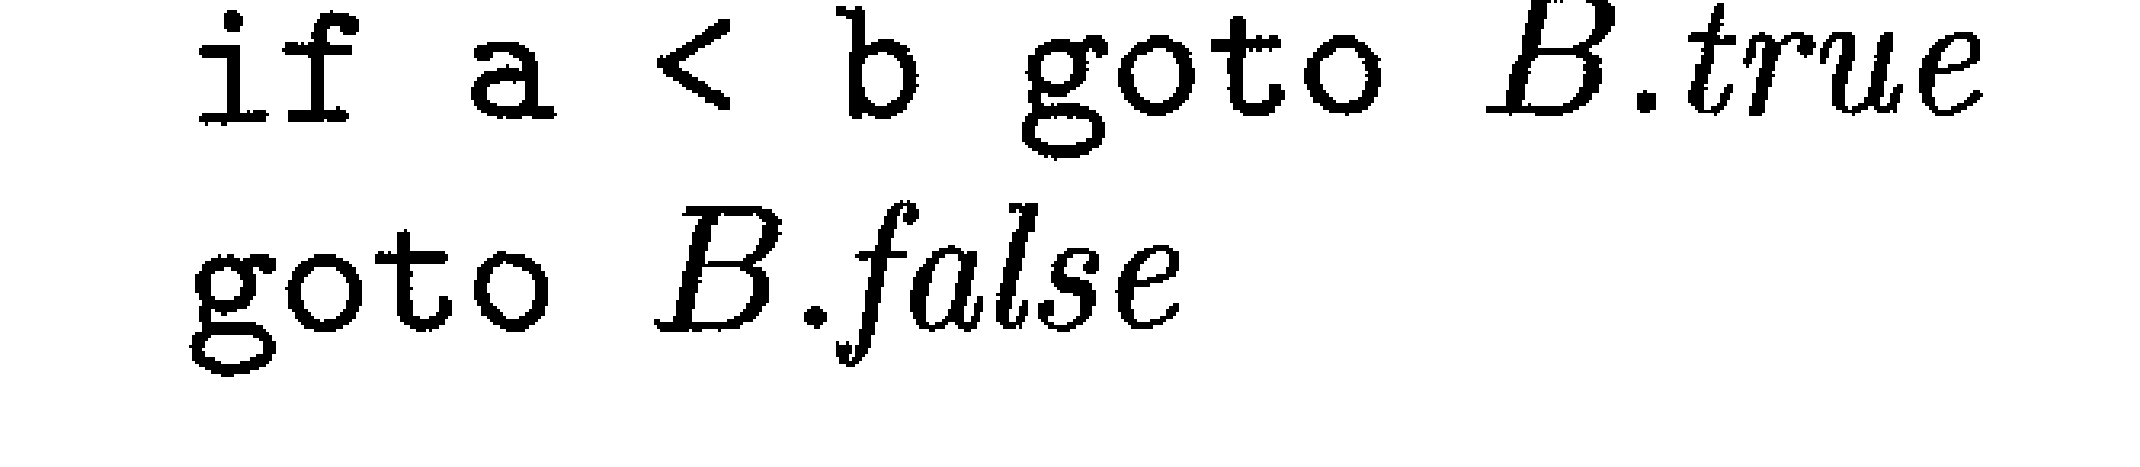 if a < b goto B.true
goto B.false